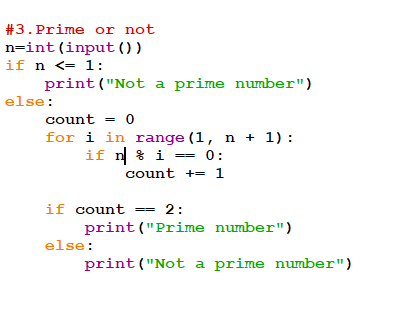 #3.Prime or not
n=int(input())
if n <= 1:
    print("Not a prime number")
else:
    count = 0
    for i in range(1, n + 1):
        if n % i == 0:
            count += 1
    if count == 2:
        print("Prime number")
    else:
        print("Not a prime number")